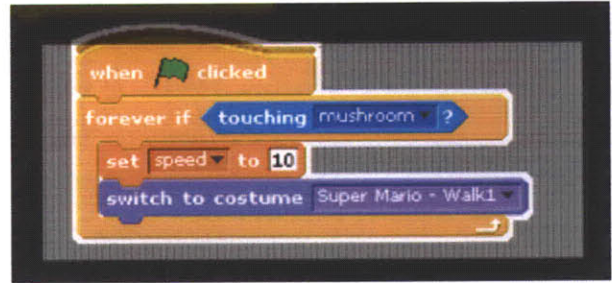 when clicked
forever if touching mushroom ?
set speed to 10
switch to costume Super Mario - Walk1